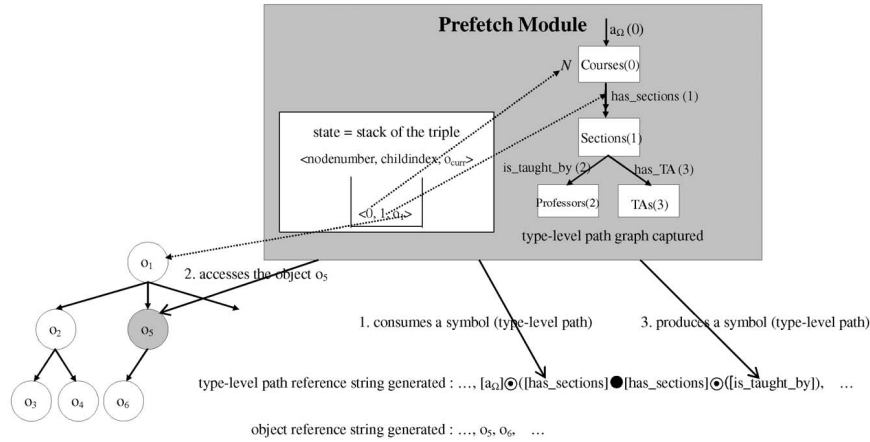 Prefetch Module
aΩ (0)
N
Courses(0)
has_sections (1)
state = stack of the triple
<nodenumber, childindex, ocurr>
<0, 1, o1>
Sections(1)
is_taught_by (2)
has_TA (3)
Professors(2)
TAs(3)
type-level path graph captured
o1
2. accesses the object o5
o2
o5
1. consumes a symbol (type-level path)
3. produces a symbol (type-level path)
type-level path reference string generated : …, [aΩ]⊙([has_sections]●[has_sections]⊙([is_taught_by]), …
o3
o4
o6
object reference string generated : …, o5, o6, …